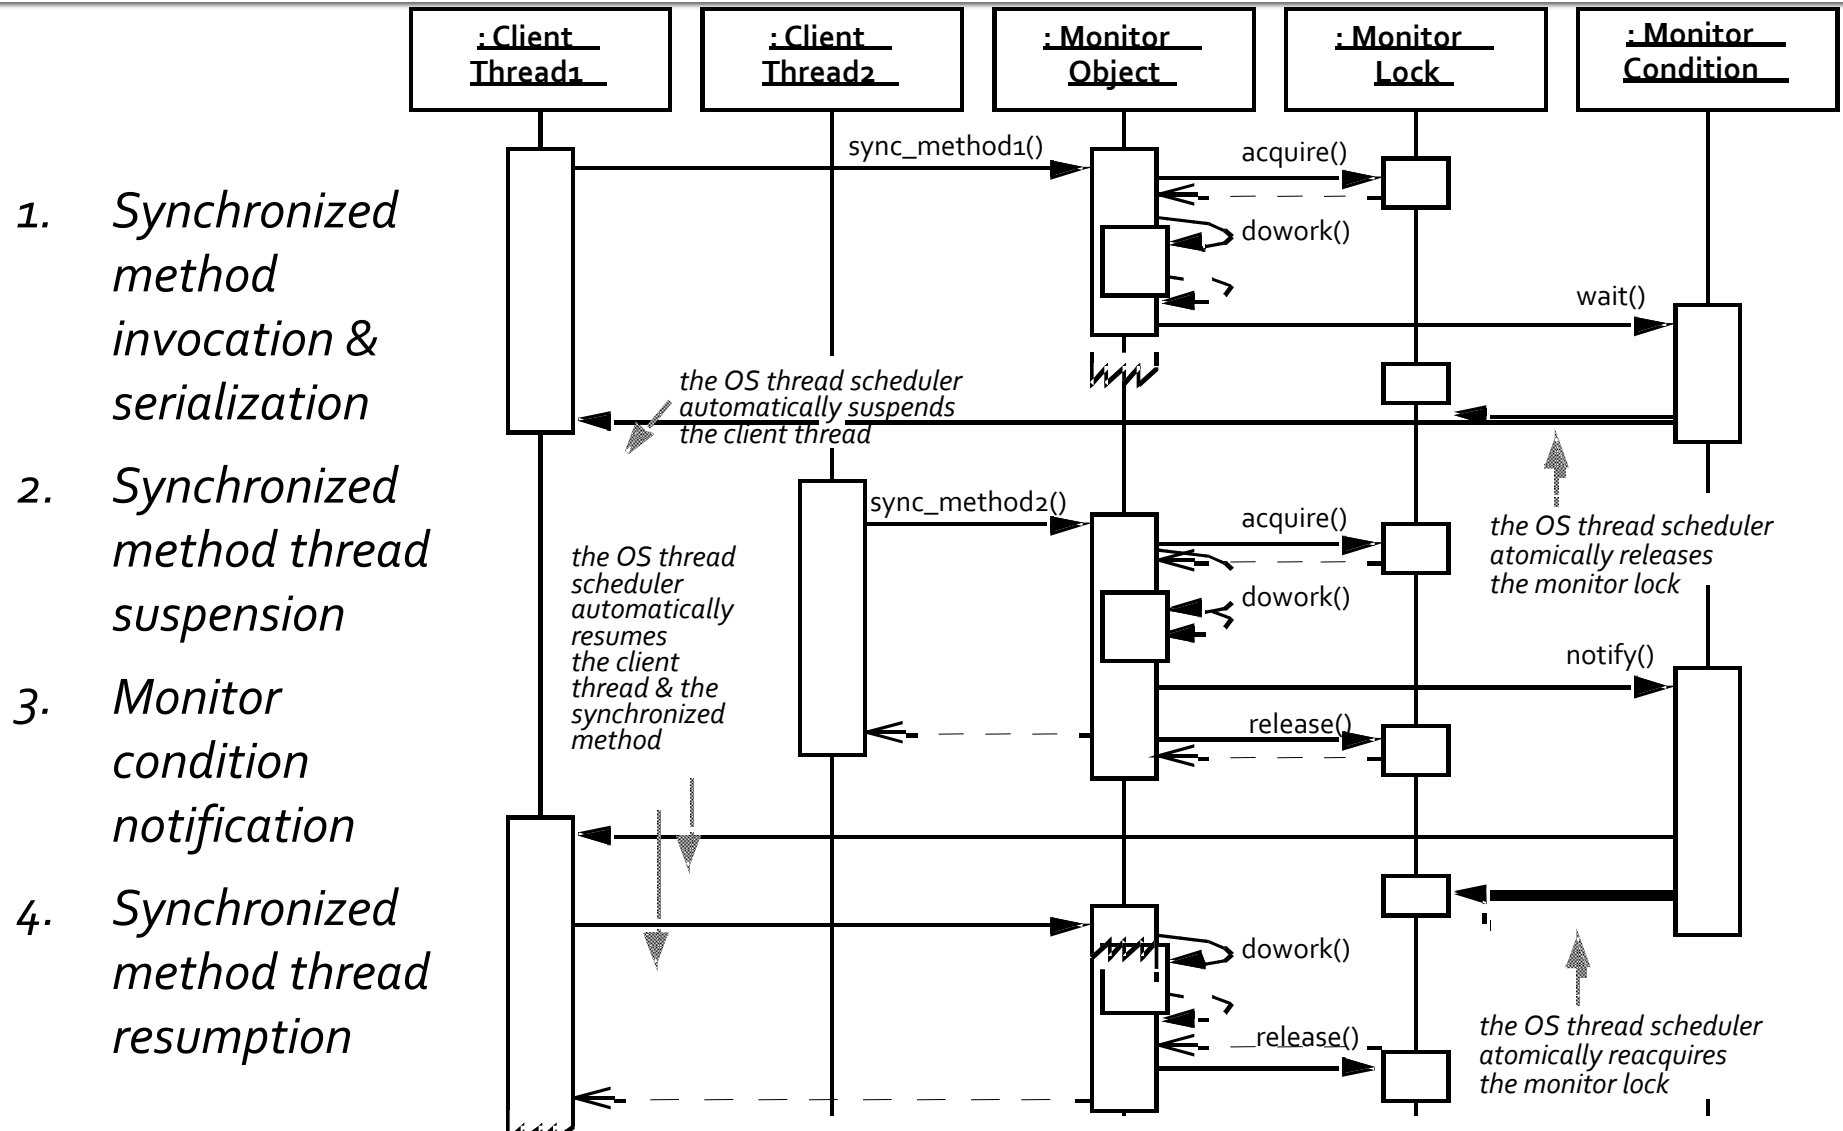 : Client
Thread1
: Client
Thread2
: Monitor
Object
: Monitor
Lock
: Monitor
Condition
1. Synchronized
method
invocation &
serialization
2. Synchronized
method thread
suspension
3. Monitor
condition
notification
4. Synchronized
method thread
resumption
sync_method1()
acquire()
dowork()
wait()
the OS thread scheduler
automatically suspends
the client thread
sync_method2()
acquire()
the OS thread scheduler
atomically releases
the monitor lock
the OS thread
scheduler
automatically
resumes
the client
thread & the
synchronized
method
dowork()
notify()
release()
dowork()
release()
the OS thread scheduler
atomically reacquires
the monitor lock